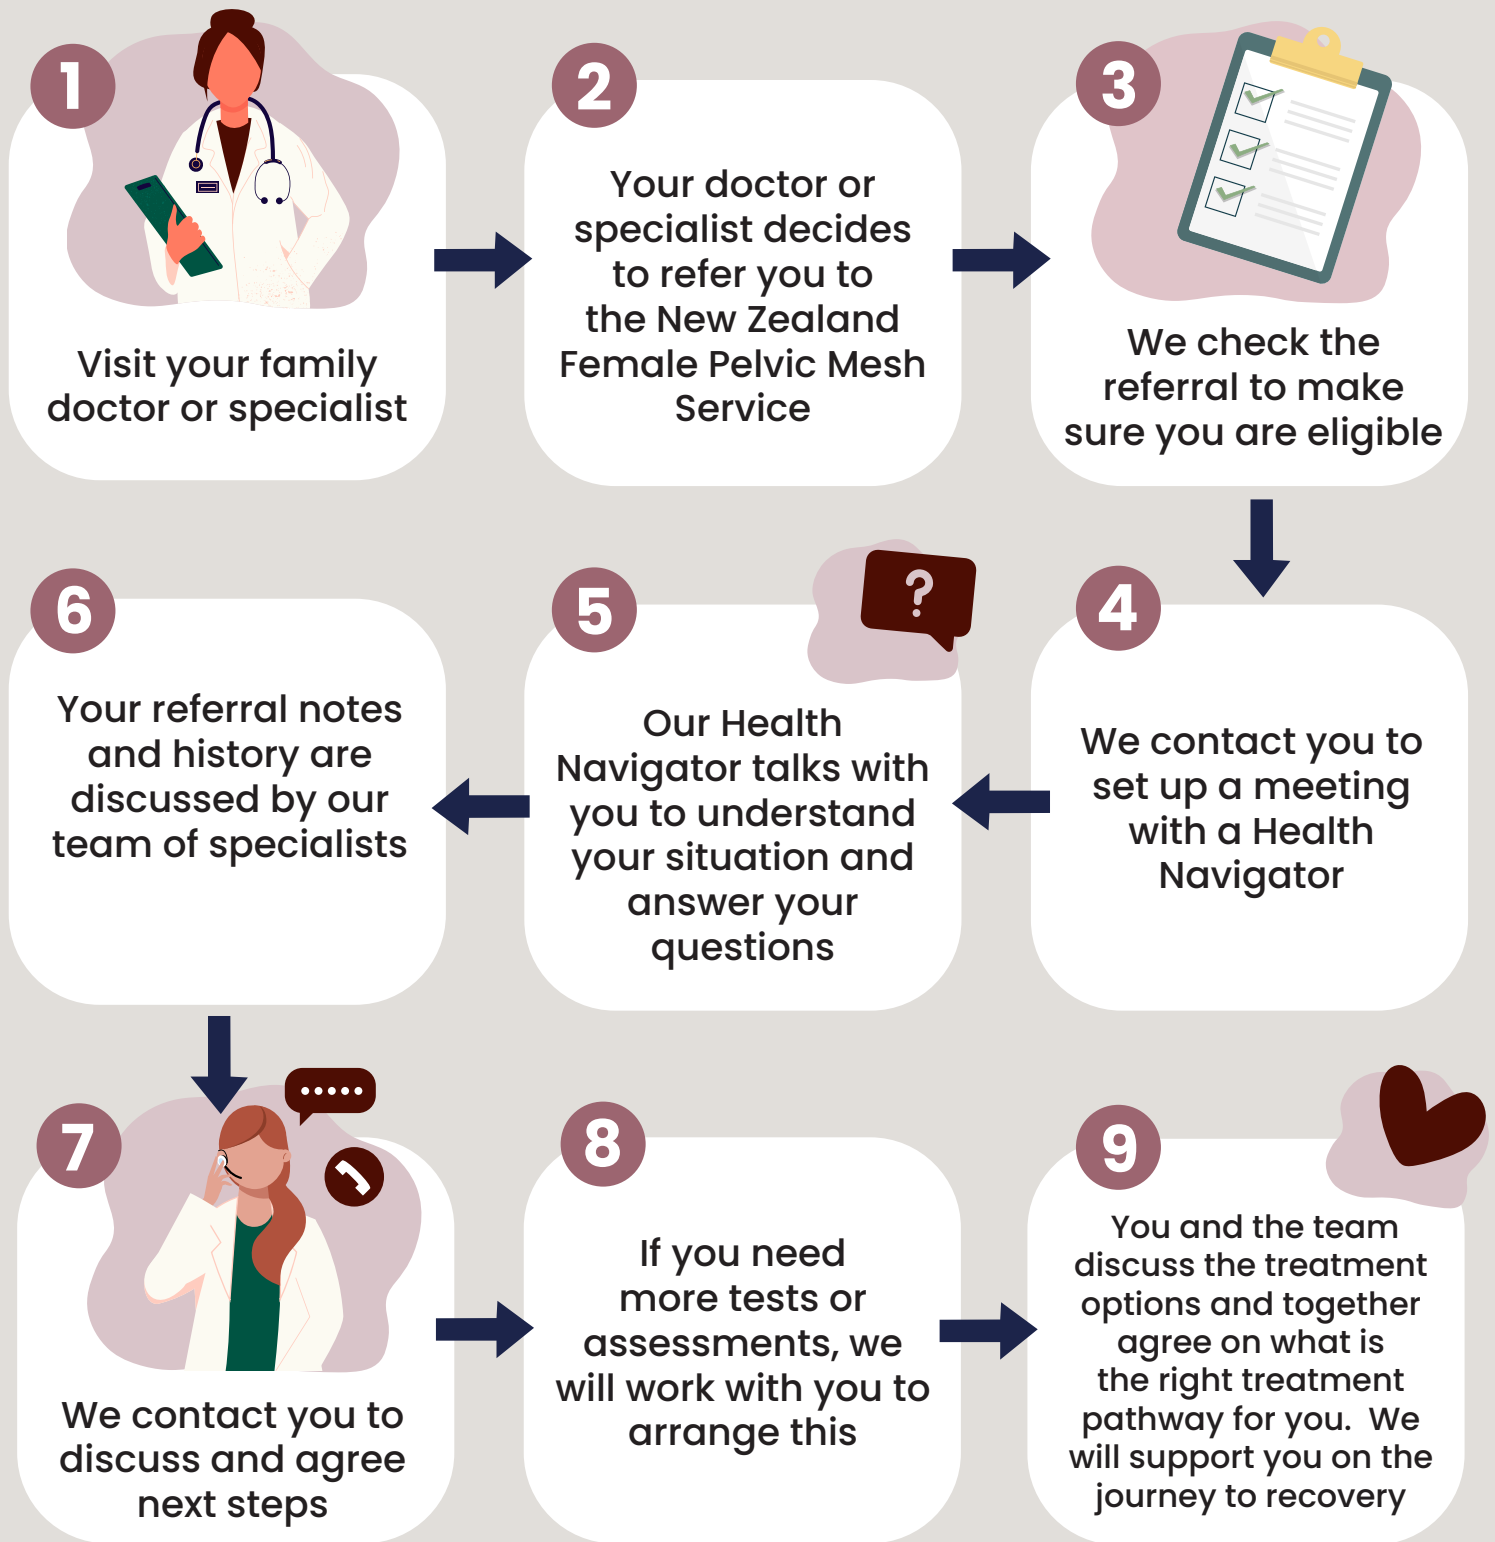 1
Visit your family
doctor or specialist
2
Your doctor or
specialist decides
to refer you to
the New Zealand
Female Pelvic Mesh
Service
3
We check the
referral to make
sure you are eligible
4
We contact you to
set up a meeting
with a Health
Navigator
5
?
Our Health
Navigator talks with
you to understand
your situation and
answer your
questions
6
Your referral notes
and history are
discussed by our
team of specialists
7
We contact you to
discuss and agree
next steps
8
If you need
more tests or
assessments, we
will work with you to
arrange this
9
You and the team
discuss the treatment
options and together
agree on what is
the right treatment
pathway for you.  We
will support you on the
journey to recovery